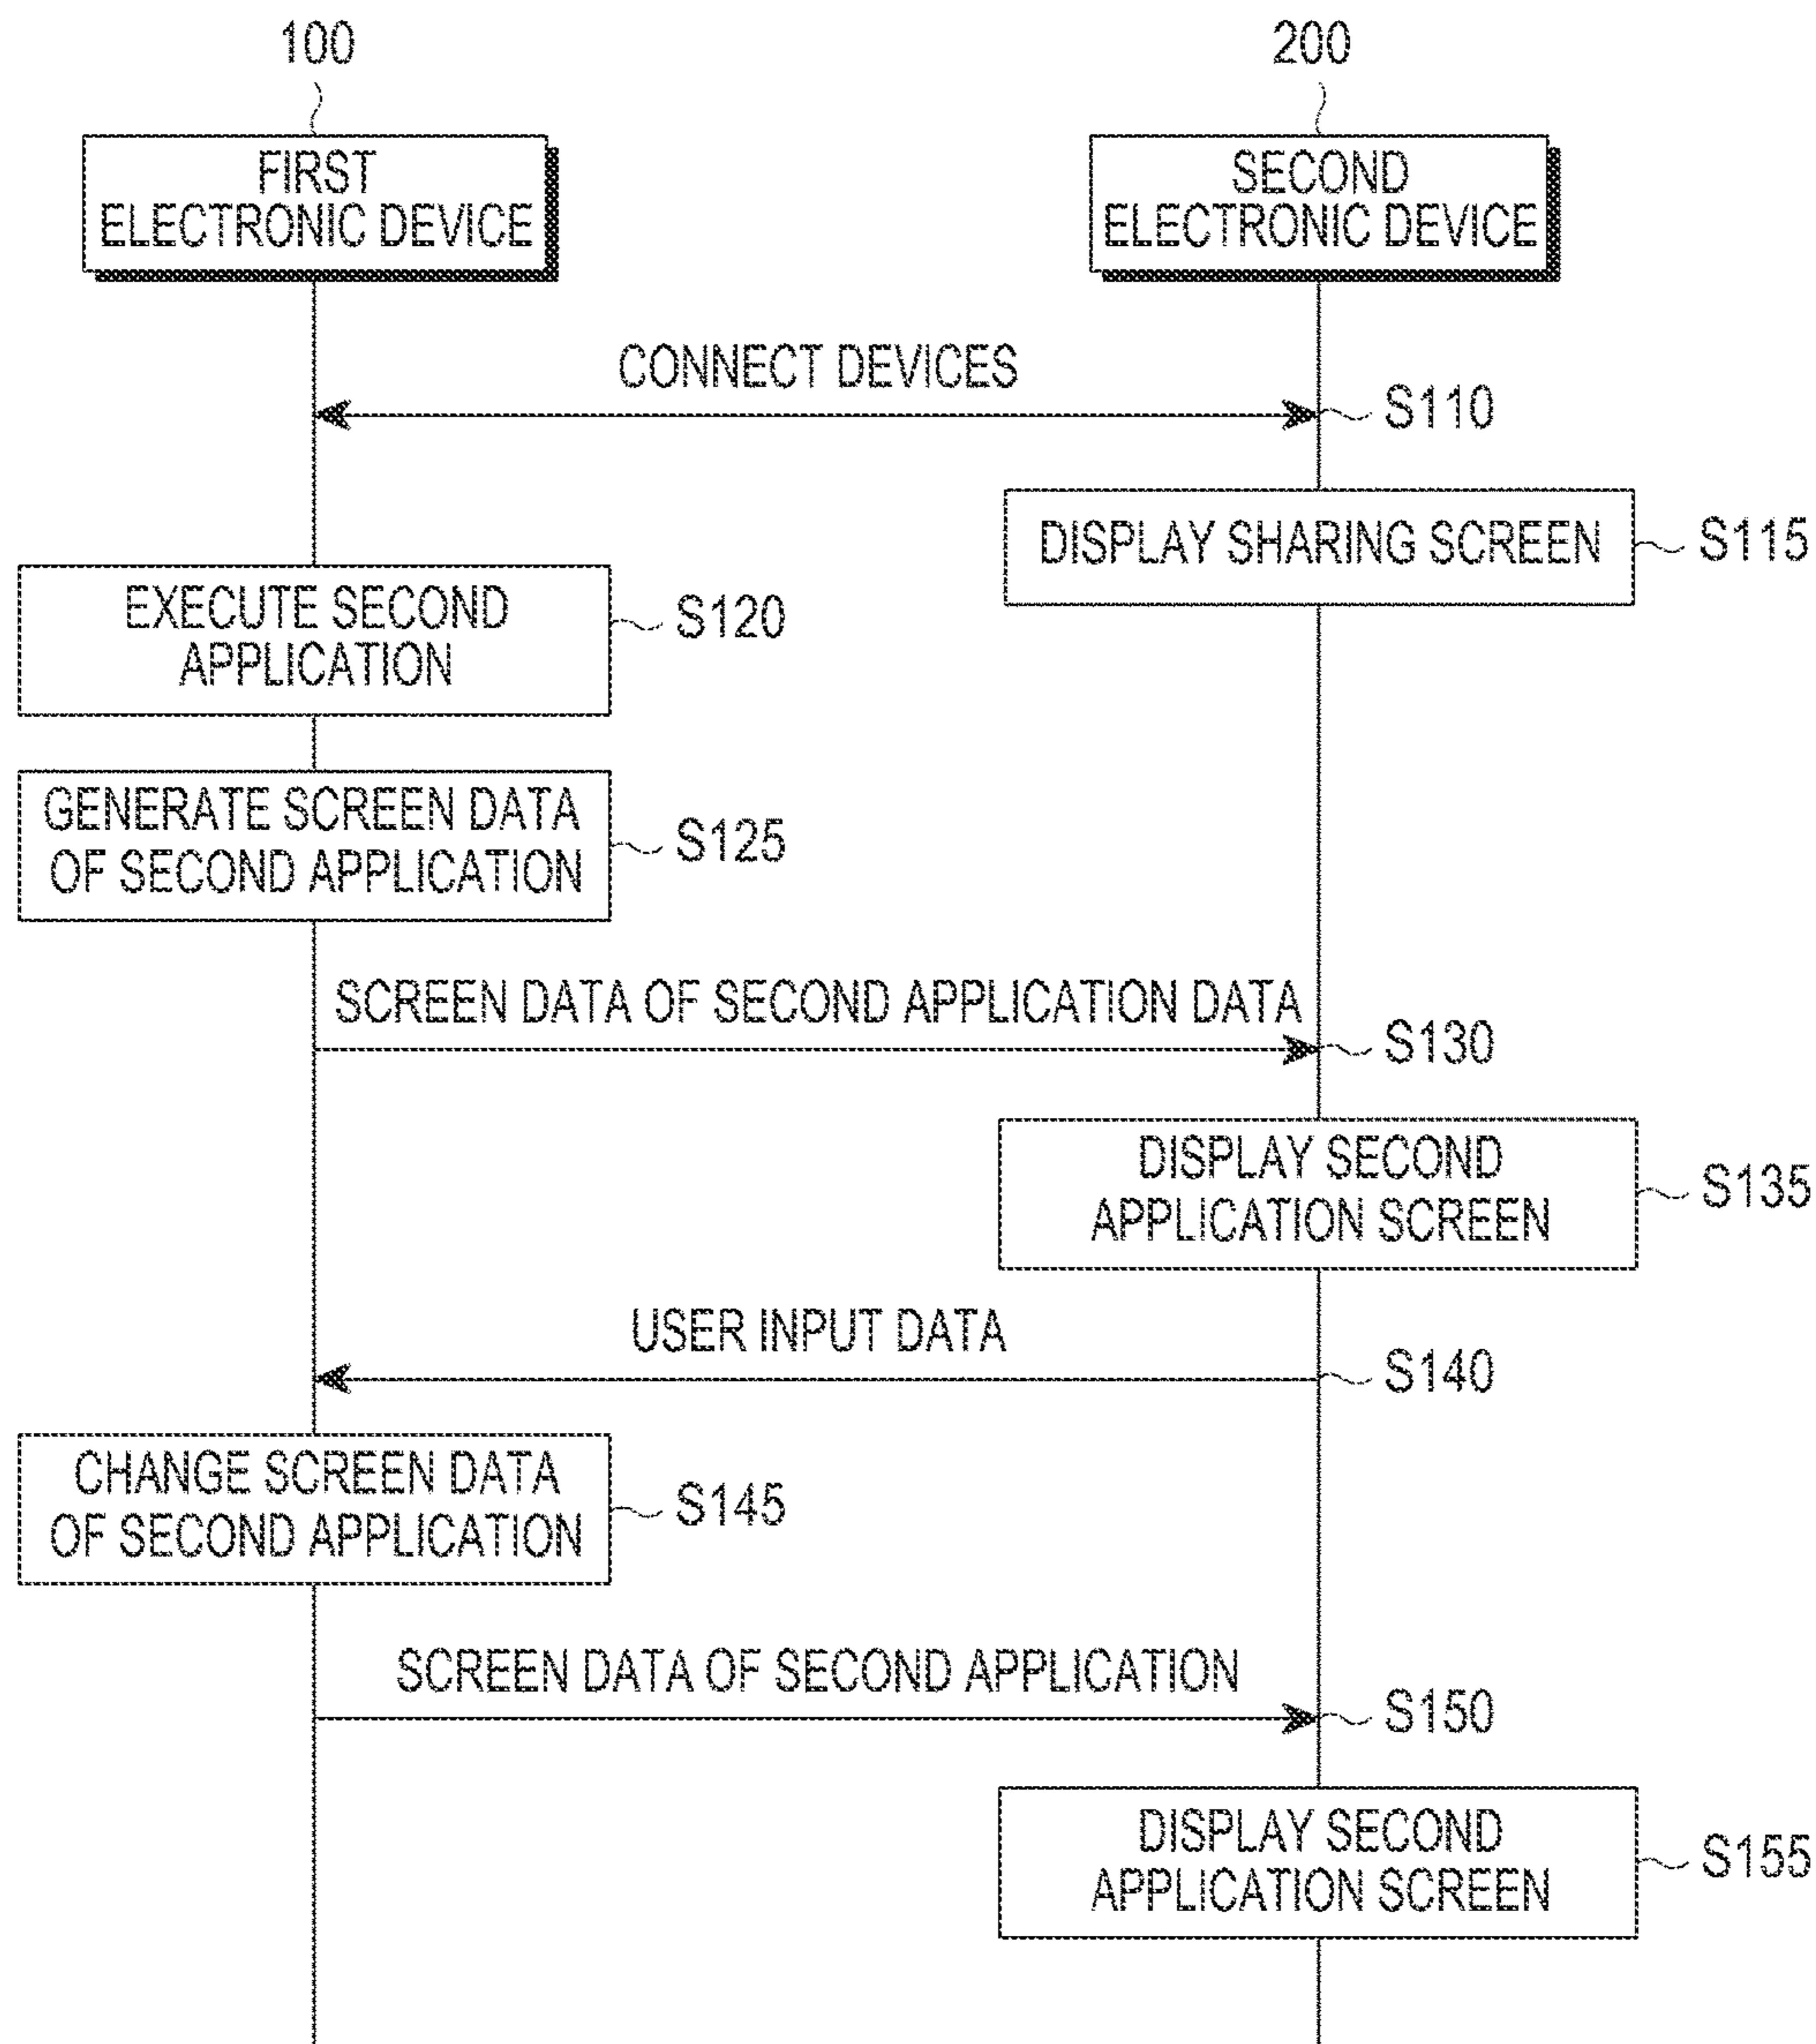 100
200
FIRST
ELECTRONIC DEVICE
SECOND
ELECTRONIC DEVICE
CONNECT DEVICES
S110
DISPLAY SHARING SCREEN
S115
EXECUTE SECOND
APPLICATION
S120
GENERATE SCREEN DATA
OF SECOND APPLICATION
S125
SCREEN DATA OF SECOND APPLICATION DATA
S130
DISPLAY SECOND
APPLICATION SCREEN
S135
USER INPUT DATA
S140
CHANGE SCREEN DATA
OF SECOND APPLICATION
S145
SCREEN DATA OF SECOND APPLICATION
S150
DISPLAY SECOND
APPLICATION SCREEN
S155